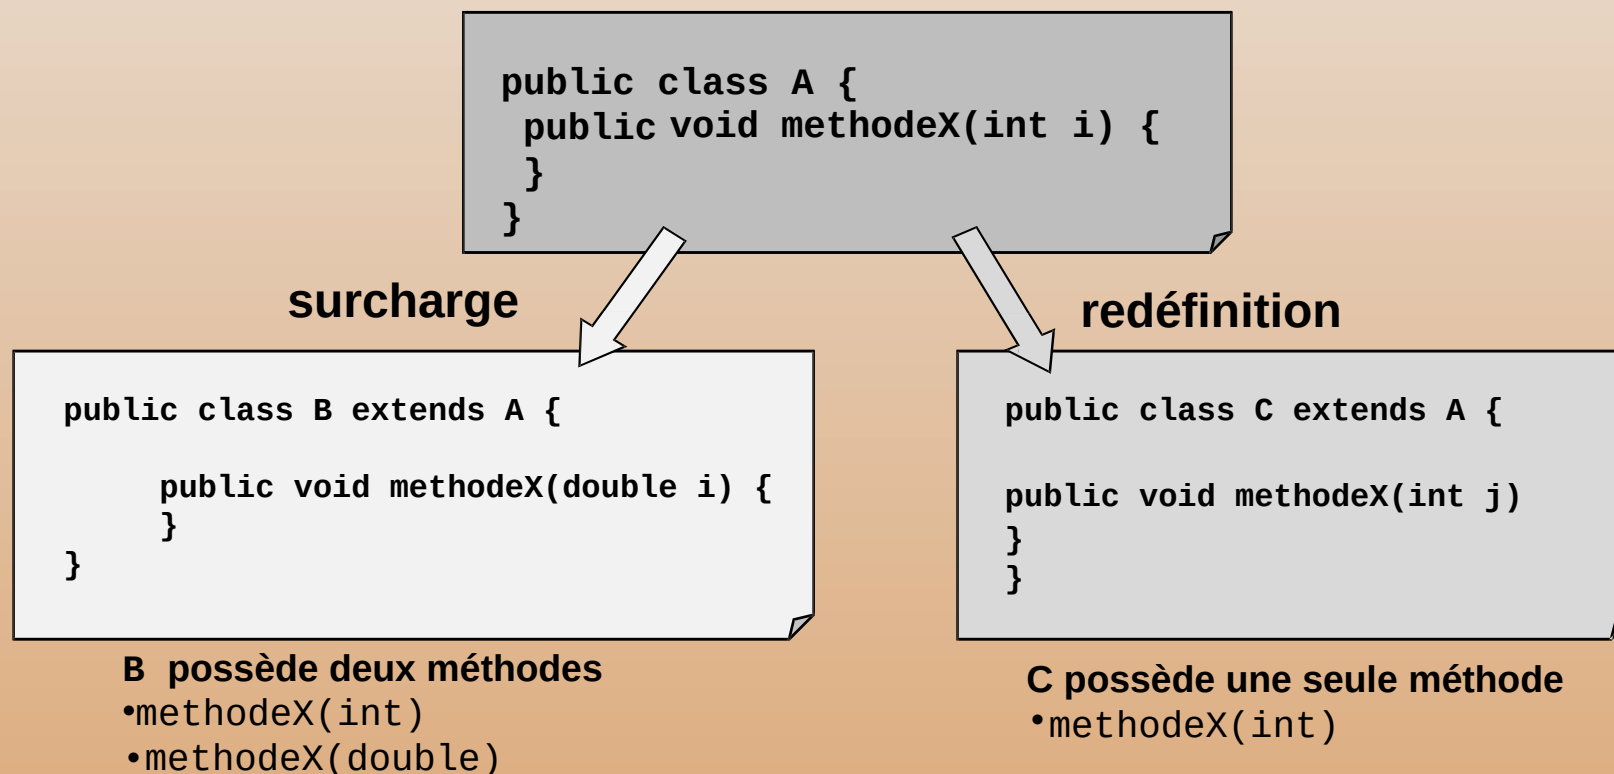 public class A {
public void methodeX(int i) {
}
}
surcharge
redéfinition
public class B extends A {
public void methodeX(double i) {
}
}
public class C extends A {
public void methodeX(int j)
}
}
B possède deux méthodes
•methodeX(int)
•methodeX(double)
C possède une seule méthode
•methodeX(int)